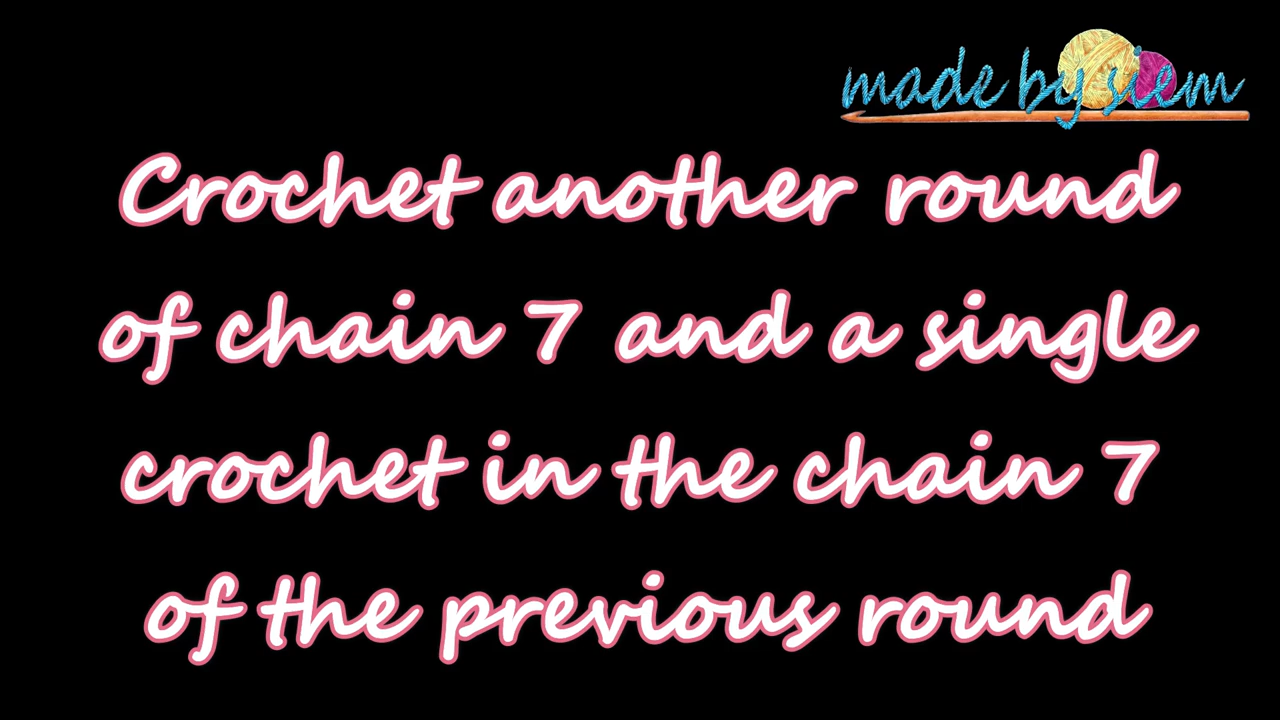 made by siem
Crochet another round
of chain 7 and a single
crochet in the chain 7
of the previous round